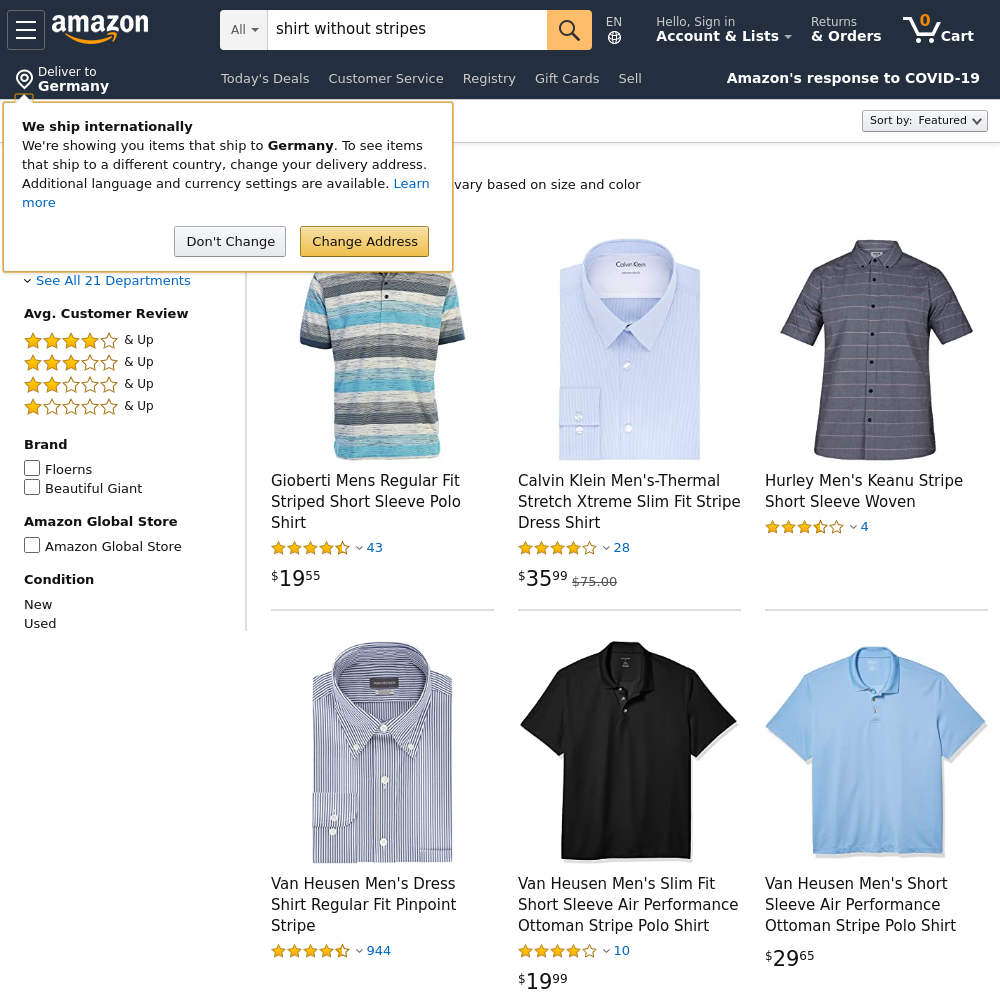 amazon
All
shirt without stripes
EN
Hello, Sign in
Account & Lists
Returns
& Orders
0
Cart
Deliver to
Germany
Today's Deals
Customer Service
Registry
Gift Cards
Sell
Amazon's response to COVID-19
We ship internationally
We're showing you items that ship to Germany. To see items
that ship to a different country, change your delivery address.
Additional language and currency settings are available. Learn
more
Don't Change
Change Address
Sort by: Featured
vary based on size and color
See All 21 Departments
Avg. Customer Review
& Up
& Up
& Up
& Up
Brand
Floerns
Beautiful Giant
Amazon Global Store
Amazon Global Store
Condition
New
Used
Calvin Klein
Gioberti Mens Regular Fit
Striped Short Sleeve Polo
Shirt
43
$19 55
Calvin Klein Men's-Thermal
Stretch Xtreme Slim Fit Stripe
Dress Shirt
28
$35 99 $75.00
Hurley Men's Keanu Stripe
Short Sleeve Woven
4
Van Heusen Men's Dress
Shirt Regular Fit Pinpoint
Stripe
944
Van Heusen Men's Slim Fit
Short Sleeve Air Performance
Ottoman Stripe Polo Shirt
10
$19 99
Van Heusen Men's Short
Sleeve Air Performance
Ottoman Stripe Polo Shirt
$29 65